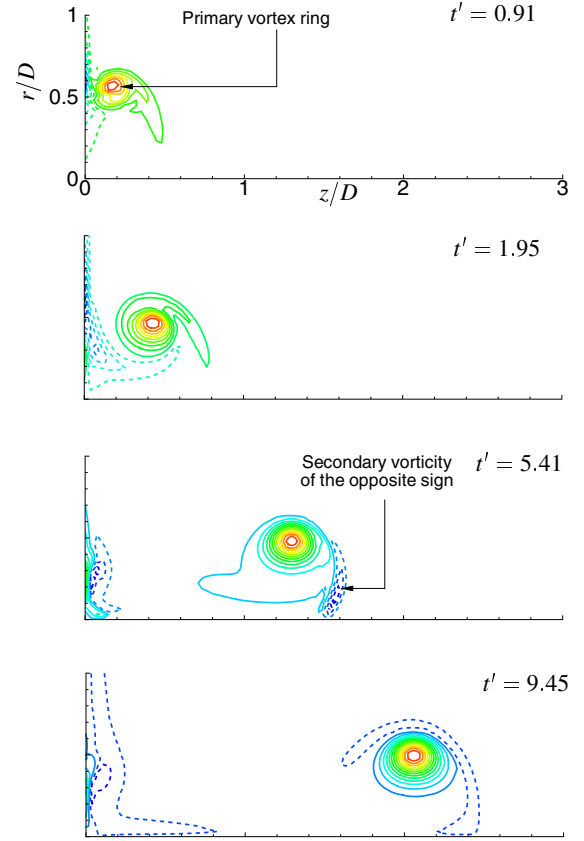 t′ = 0.91
Primary vortex ring
1
r/D
0.5
0
0
1
2
3
z/D
t′ = 1.95
Secondary vorticity
of the opposite sign
t′ = 5.41
t′ = 9.45